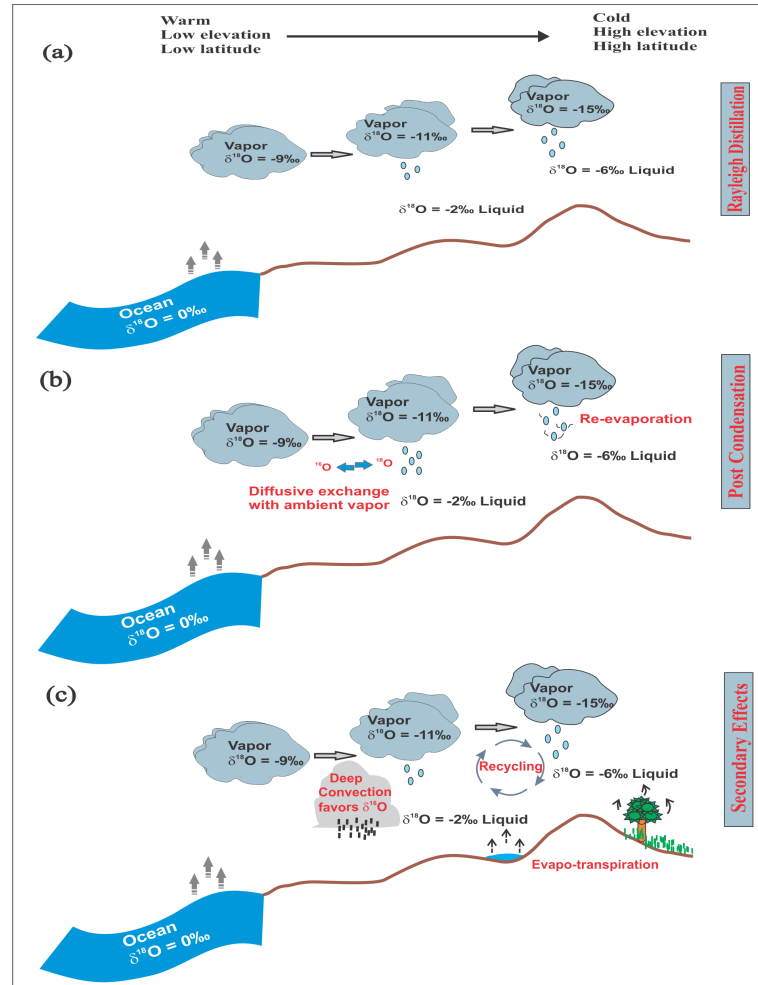 Warm
Low elevation
Low latitude
Cold
High elevation
High latitude
(a)
Vapor
δ¹⁸O = -9‰
Vapor
δ¹⁸O = -11‰
Vapor
δ¹⁸O = -15‰
δ¹⁸O = -6‰ Liquid
δ¹⁸O = -2‰ Liquid
Ocean
δ¹⁸O = 0‰
Rayleigh Distillation
(b)
Vapor
δ¹⁸O = -9‰
Vapor
δ¹⁸O = -11‰
Vapor
δ¹⁸O = -15‰
Re-evaporation
δ¹⁸O = -6‰ Liquid
¹⁶O
¹⁸O
Diffusive exchange
with ambient vapor
δ¹⁸O = -2‰ Liquid
Ocean
δ¹⁸O = 0‰
Post Condensation
(c)
Vapor
δ¹⁸O = -9‰
Vapor
δ¹⁸O = -11‰
Vapor
δ¹⁸O = -15‰
Recycling
δ¹⁸O = -6‰ Liquid
Deep
Convection
favors δ¹⁶O
δ¹⁸O = -2‰ Liquid
Evapo-transpiration
Ocean
δ¹⁸O = 0‰
Secondary Effects